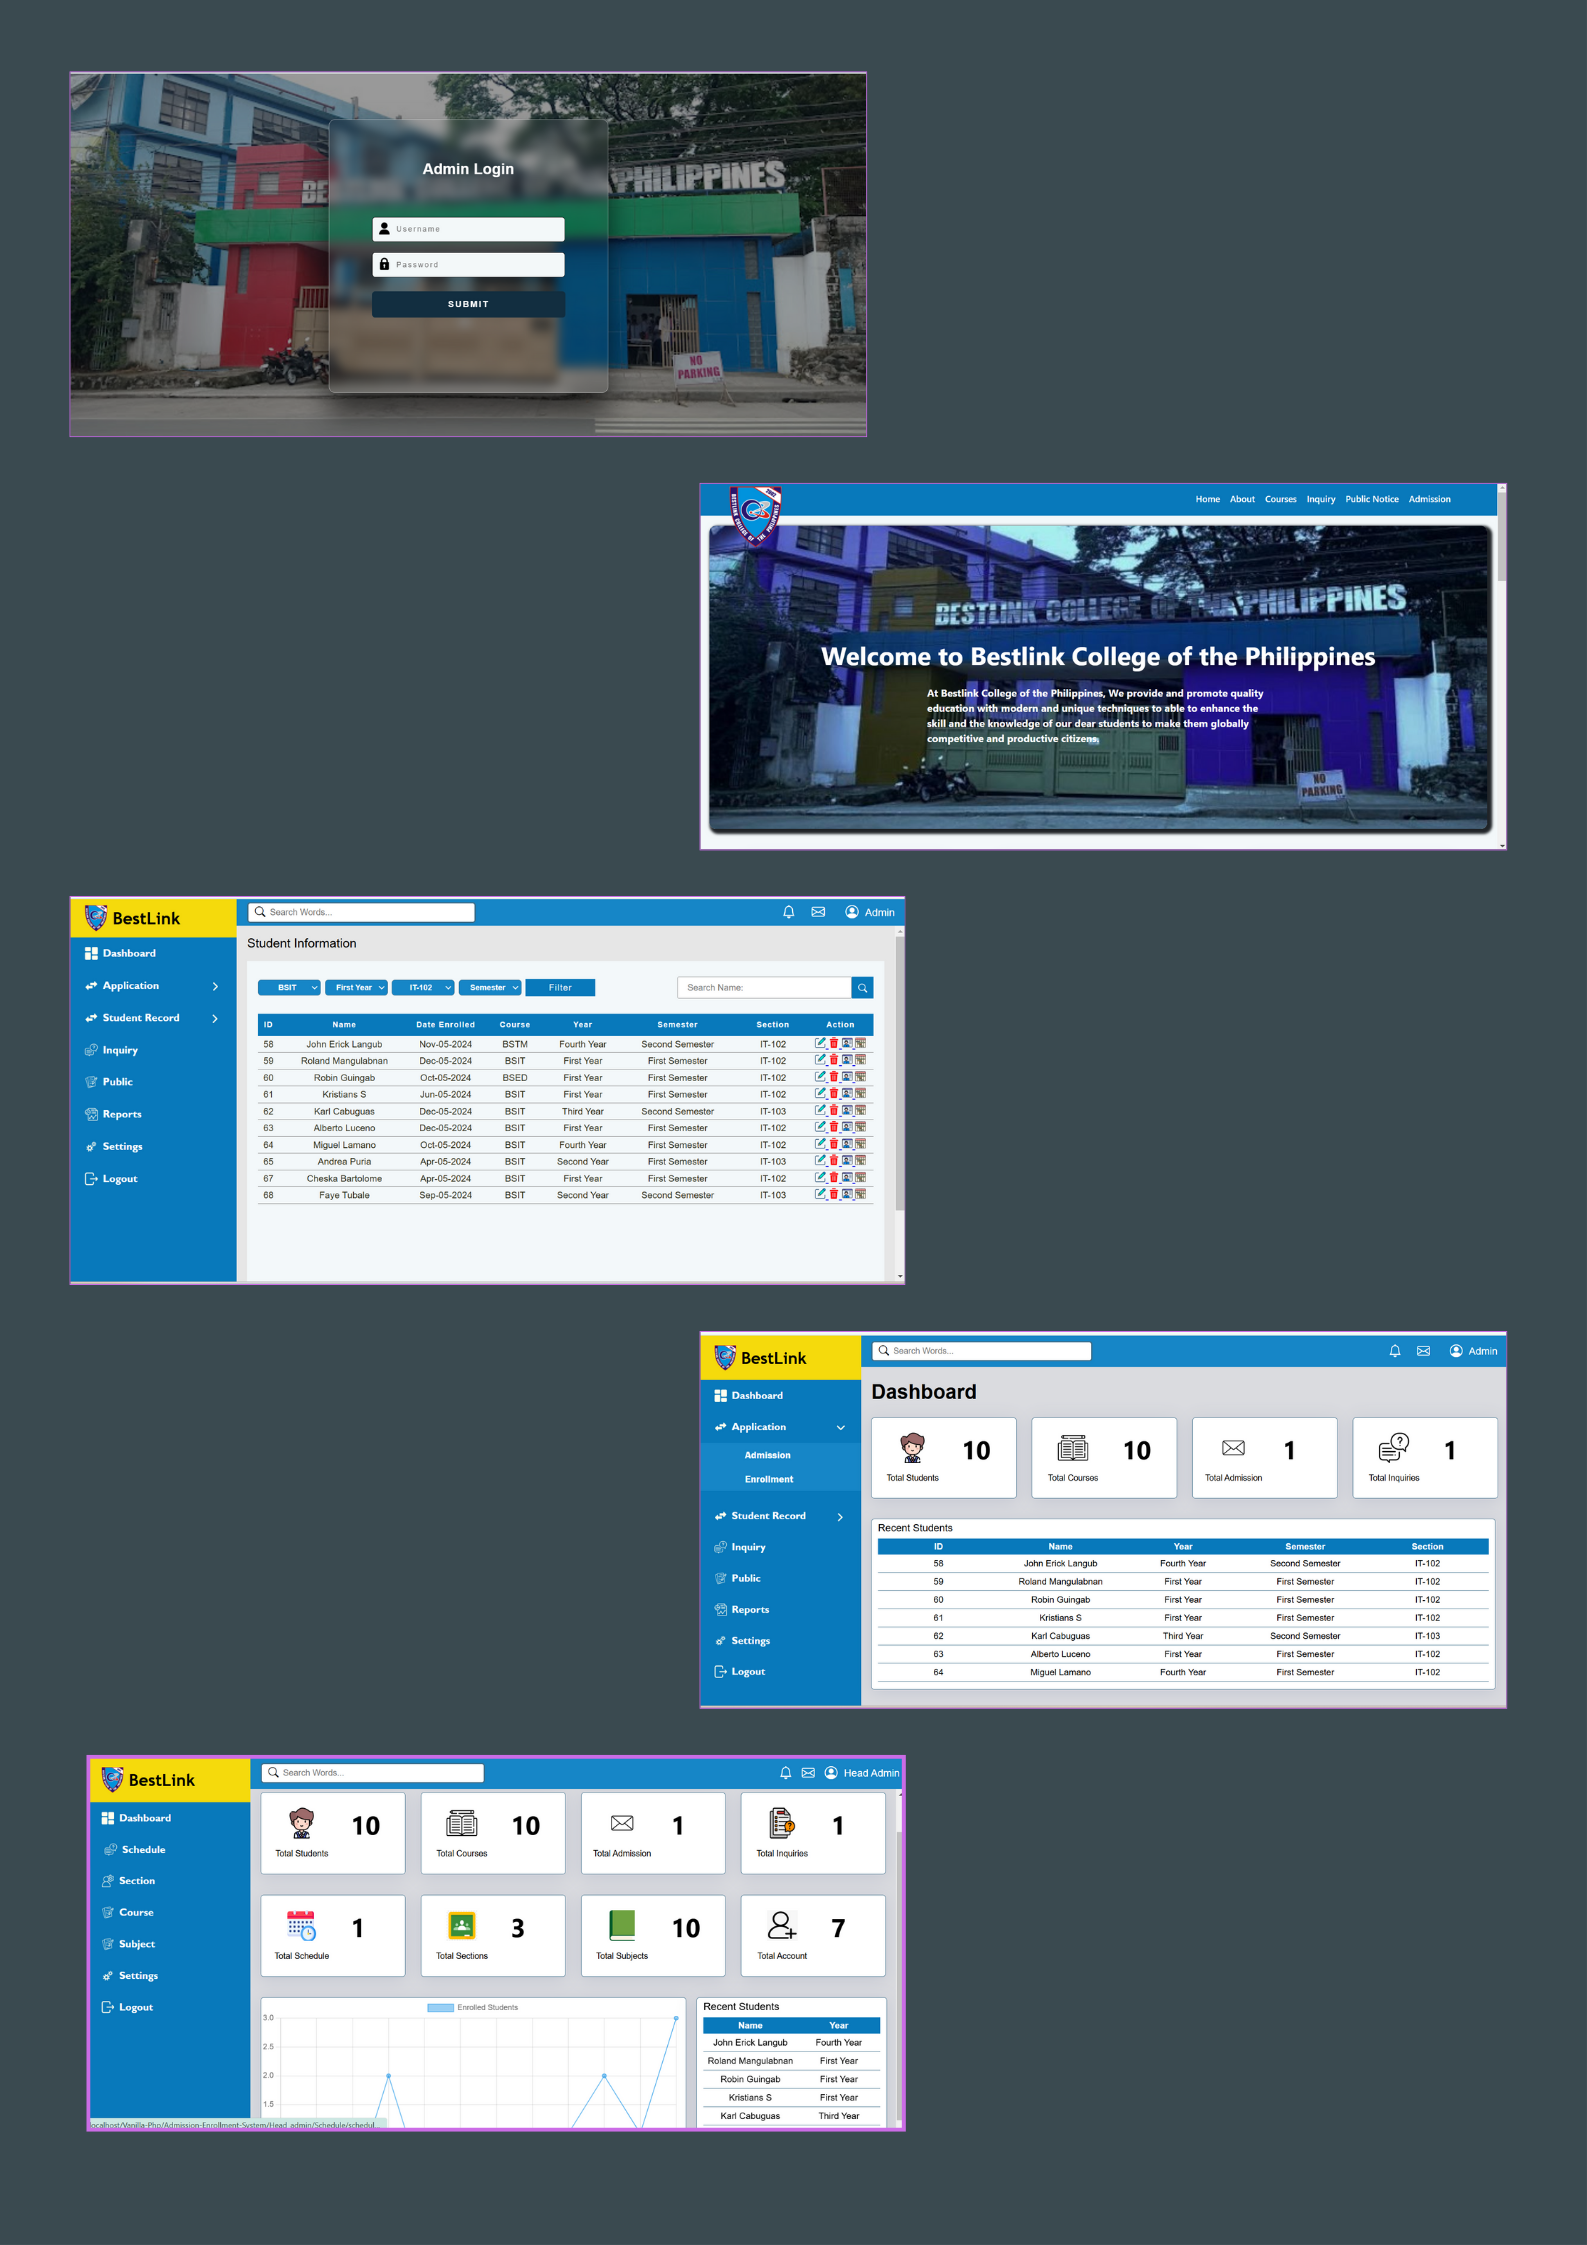 BE
PHILIPPINES
Admin Login
Username
Password
SUBMIT
NO
PARKING
2002
BESTLINK COLLEGE OF THE PHILIPPINES
Home About Courses Inquiry Public Notice Admission
BESTLINK COLLEGE OF THE PHILIPPINES
Welcome to Bestlink College of the Philippines
At Bestlink College of the Philippines, We provide and promote quality
education with modern and unique techniques to able to enhance the
skill and the knowledge of our dear students to make them globally
competitive and productive citizens.
NO
PARKING
BestLink
Search Words...
Admin
Dashboard
Application
Student Record
Inquiry
Public
Reports
Settings
Logout
Student Information
BSIT First Year IT-102 Semester Filter Search Name:
ID Name Date Enrolled Course Year Semester Section Action
58 John Erick Langub Nov-05-2024 BSTM Fourth Year Second Semester IT-102
59 Roland Mangulabnan Dec-05-2024 BSIT First Year First Semester IT-102
60 Robin Guingab Oct-05-2024 BSED First Year First Semester IT-102
61 Kristians S Jun-05-2024 BSIT First Year First Semester IT-102
62 Karl Cabuguas Dec-05-2024 BSIT Third Year Second Semester IT-103
63 Alberto Luceno Dec-05-2024 BSIT First Year First Semester IT-102
64 Miguel Lamano Oct-05-2024 BSIT Fourth Year First Semester IT-102
65 Andrea Puria Apr-05-2024 BSIT Second Year First Semester IT-103
67 Cheska Bartolome Apr-05-2024 BSIT First Year First Semester IT-102
68 Faye Tubale Sep-05-2024 BSIT Second Year Second Semester IT-103
BestLink
Search Words...
Admin
Dashboard
Application
Admission
Enrollment
Student Record
Inquiry
Public
Reports
Settings
Logout
Dashboard
10 10 1 1
Total Students Total Courses Total Admission Total Inquiries
Recent Students
ID Name Year Semester Section
58 John Erick Langub Fourth Year Second Semester IT-102
59 Roland Mangulabnan First Year First Semester IT-102
60 Robin Guingab First Year First Semester IT-102
61 Kristians S First Year First Semester IT-102
62 Karl Cabuguas Third Year Second Semester IT-103
63 Alberto Luceno First Year First Semester IT-102
64 Miguel Lamano Fourth Year First Semester IT-102
BestLink
Search Words...
Head Admin
Dashboard
Schedule
Section
Course
Subject
Settings
Logout
10 10 1 1
Total Students Total Courses Total Admission Total Inquiries
1 3 10 7
Total Schedule Total Sections Total Subjects Total Account
Enrolled Students
3.0
2.5
2.0
1.5
Recent Students
Name Year
John Erick Langub Fourth Year
Roland Mangulabnan First Year
Robin Guingab First Year
Kristians S First Year
Karl Cabuguas Third Year
ocalhost/Vanilla-Php/Admission-Enrollment-System/Head_admin/Schedule/schedul...